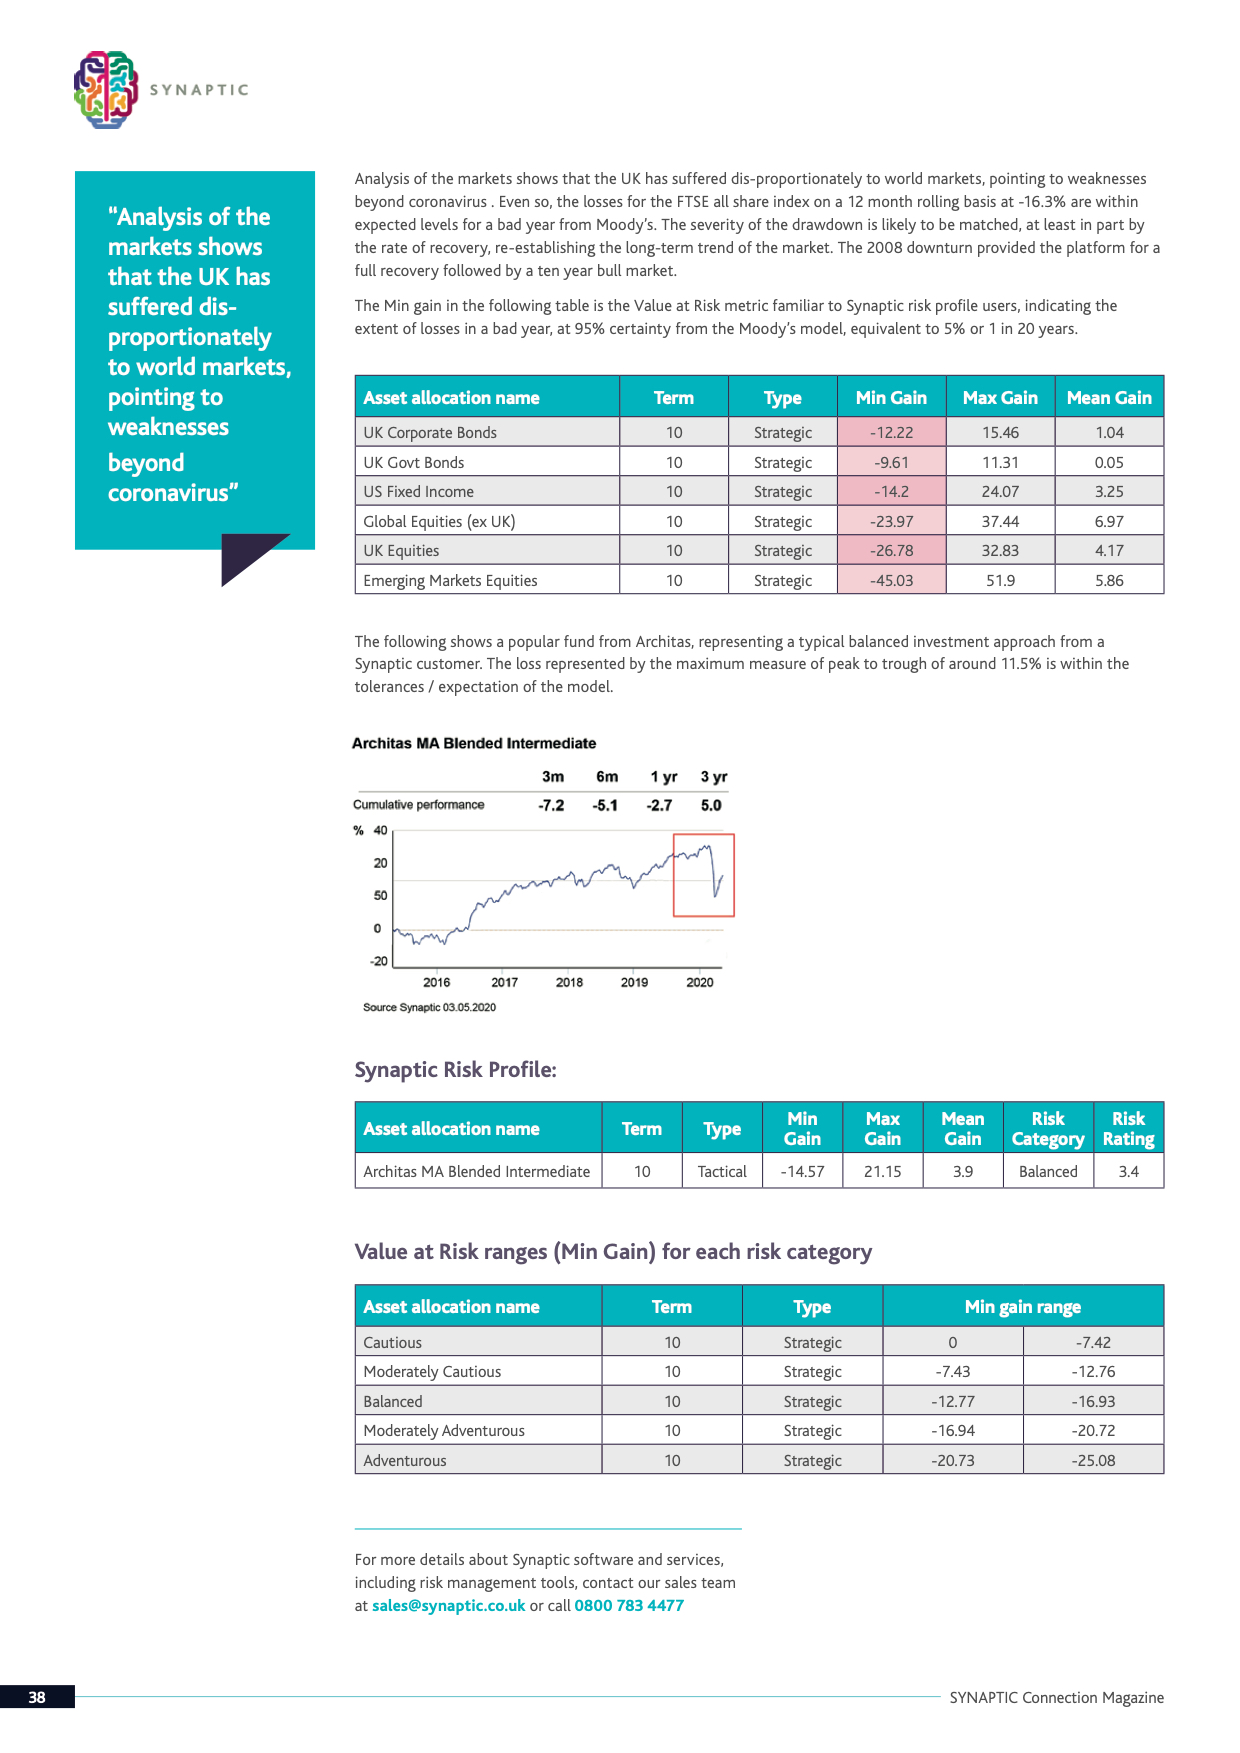 SYNAPTIC
“Analysis of the
markets shows
that the UK has
suffered dis-
proportionately
to world markets,
pointing to
weaknesses
beyond
coronavirus”
Analysis of the markets shows that the UK has suffered dis-proportionately to world markets, pointing to weaknesses
beyond coronavirus . Even so, the losses for the FTSE all share index on a 12 month rolling basis at -16.3% are within
expected levels for a bad year from Moody’s. The severity of the drawdown is likely to be matched, at least in part by
the rate of recovery, re-establishing the long-term trend of the market. The 2008 downturn provided the platform for a
full recovery followed by a ten year bull market.
The Min gain in the following table is the Value at Risk metric familiar to Synaptic risk profile users, indicating the
extent of losses in a bad year, at 95% certainty from the Moody’s model, equivalent to 5% or 1 in 20 years.
Asset allocation name Term Type Min Gain Max Gain Mean Gain
UK Corporate Bonds 10 Strategic -12.22 15.46 1.04
UK Govt Bonds 10 Strategic -9.61 11.31 0.05
US Fixed Income 10 Strategic -14.2 24.07 3.25
Global Equities (ex UK) 10 Strategic -23.97 37.44 6.97
UK Equities 10 Strategic -26.78 32.83 4.17
Emerging Markets Equities 10 Strategic -45.03 51.9 5.86
The following shows a popular fund from Architas, representing a typical balanced investment approach from a
Synaptic customer. The loss represented by the maximum measure of peak to trough of around 11.5% is within the
tolerances / expectation of the model.
Architas MA Blended Intermediate
3m 6m 1 yr 3 yr
Cumulative performance -7.2 -5.1 -2.7 5.0
% 40
20
50
0
-20
2016 2017 2018 2019 2020
Source Synaptic 03.05.2020
Synaptic Risk Profile:
Asset allocation name Term Type Min Gain Max Gain Mean Gain Risk Category Risk Rating
Architas MA Blended Intermediate 10 Tactical -14.57 21.15 3.9 Balanced 3.4
Value at Risk ranges (Min Gain) for each risk category
Asset allocation name Term Type Min gain range
Cautious 10 Strategic 0 -7.42
Moderately Cautious 10 Strategic -7.43 -12.76
Balanced 10 Strategic -12.77 -16.93
Moderately Adventurous 10 Strategic -16.94 -20.72
Adventurous 10 Strategic -20.73 -25.08
For more details about Synaptic software and services,
including risk management tools, contact our sales team
at sales@synaptic.co.uk or call 0800 783 4477
38
SYNAPTIC Connection Magazine